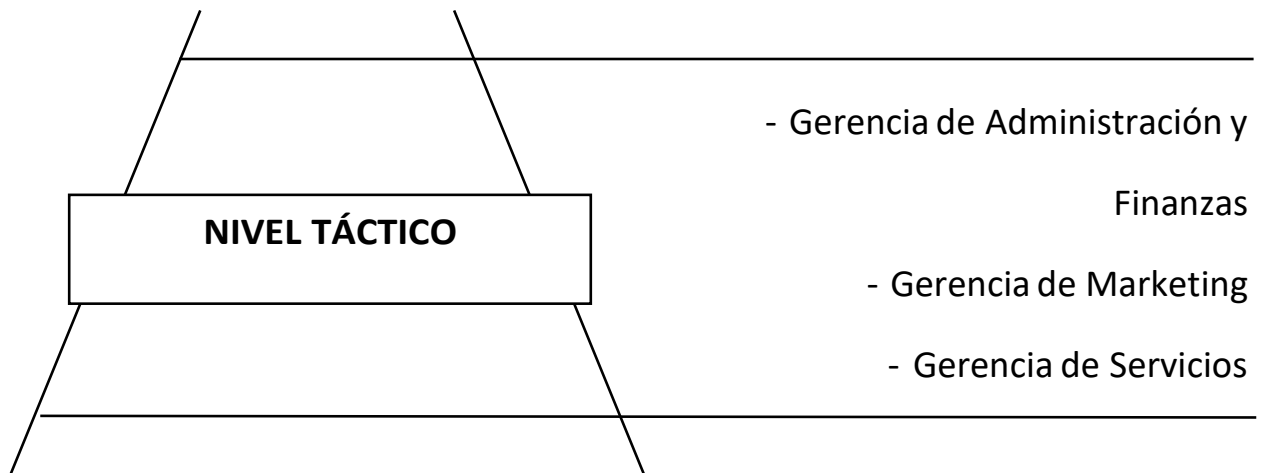 - Gerencia de Administración y
Finanzas
NIVEL TÁCTICO
- Gerencia de Marketing
- Gerencia de Servicios